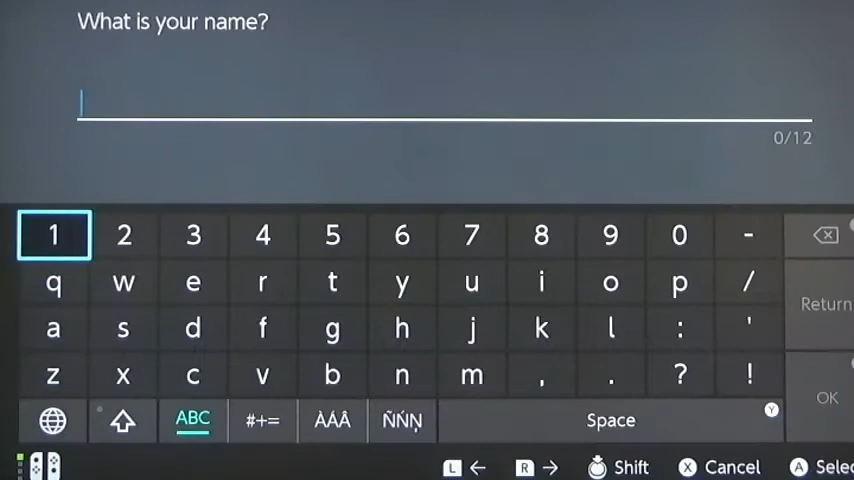 What is your name?
0/12
1 2 3 4 5 6 7 8 9 0 -
q w e r t y u i o p /
Return
a s d f g h j k l : '
z x c v b n m , . ? !
OK
ABC #+= ÀÁÂ ÑŃŅ Space Y
L ← R → Shift X Cancel A Selec